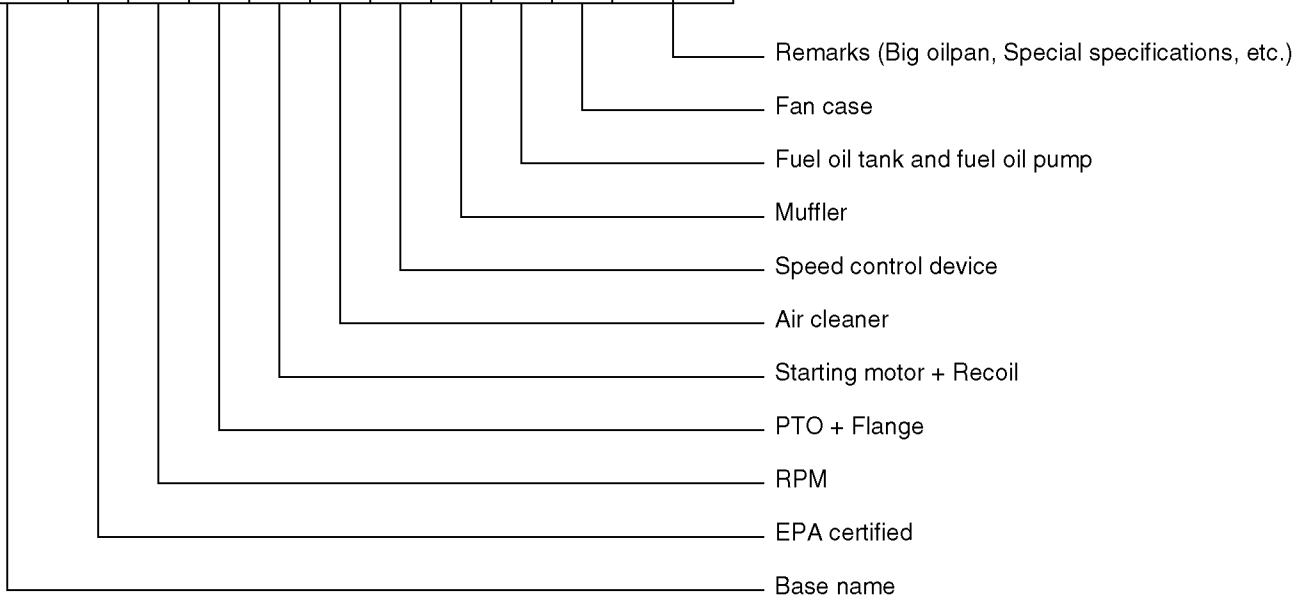 Remarks (Big oilpan, Special specifications, etc.)
Fan case
Fuel oil tank and fuel oil pump
Muffler
Speed control device
Air cleaner
Starting motor + Recoil
PTO + Flange
RPM
EPA certified
Base name